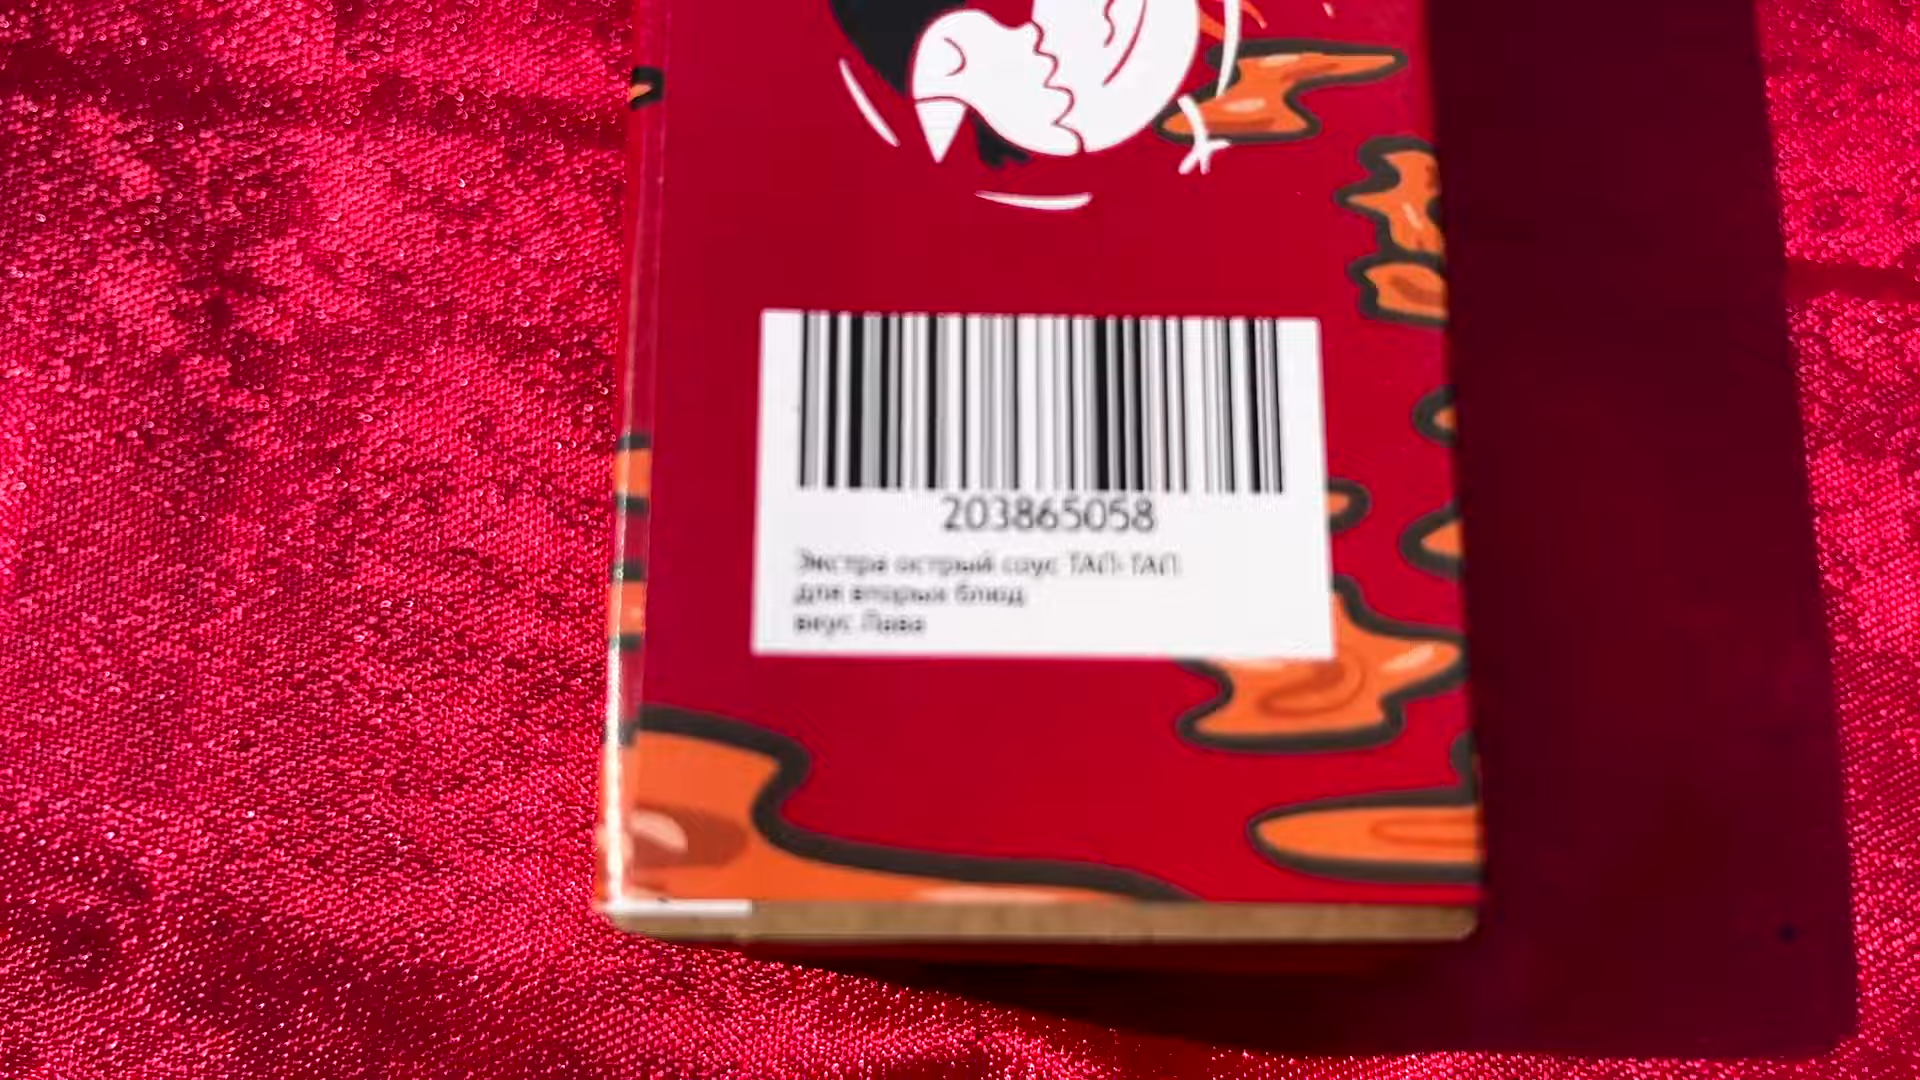 203865058
Экстра острый соус ТАП-ТАП
для вторых блюд
вкус Лава